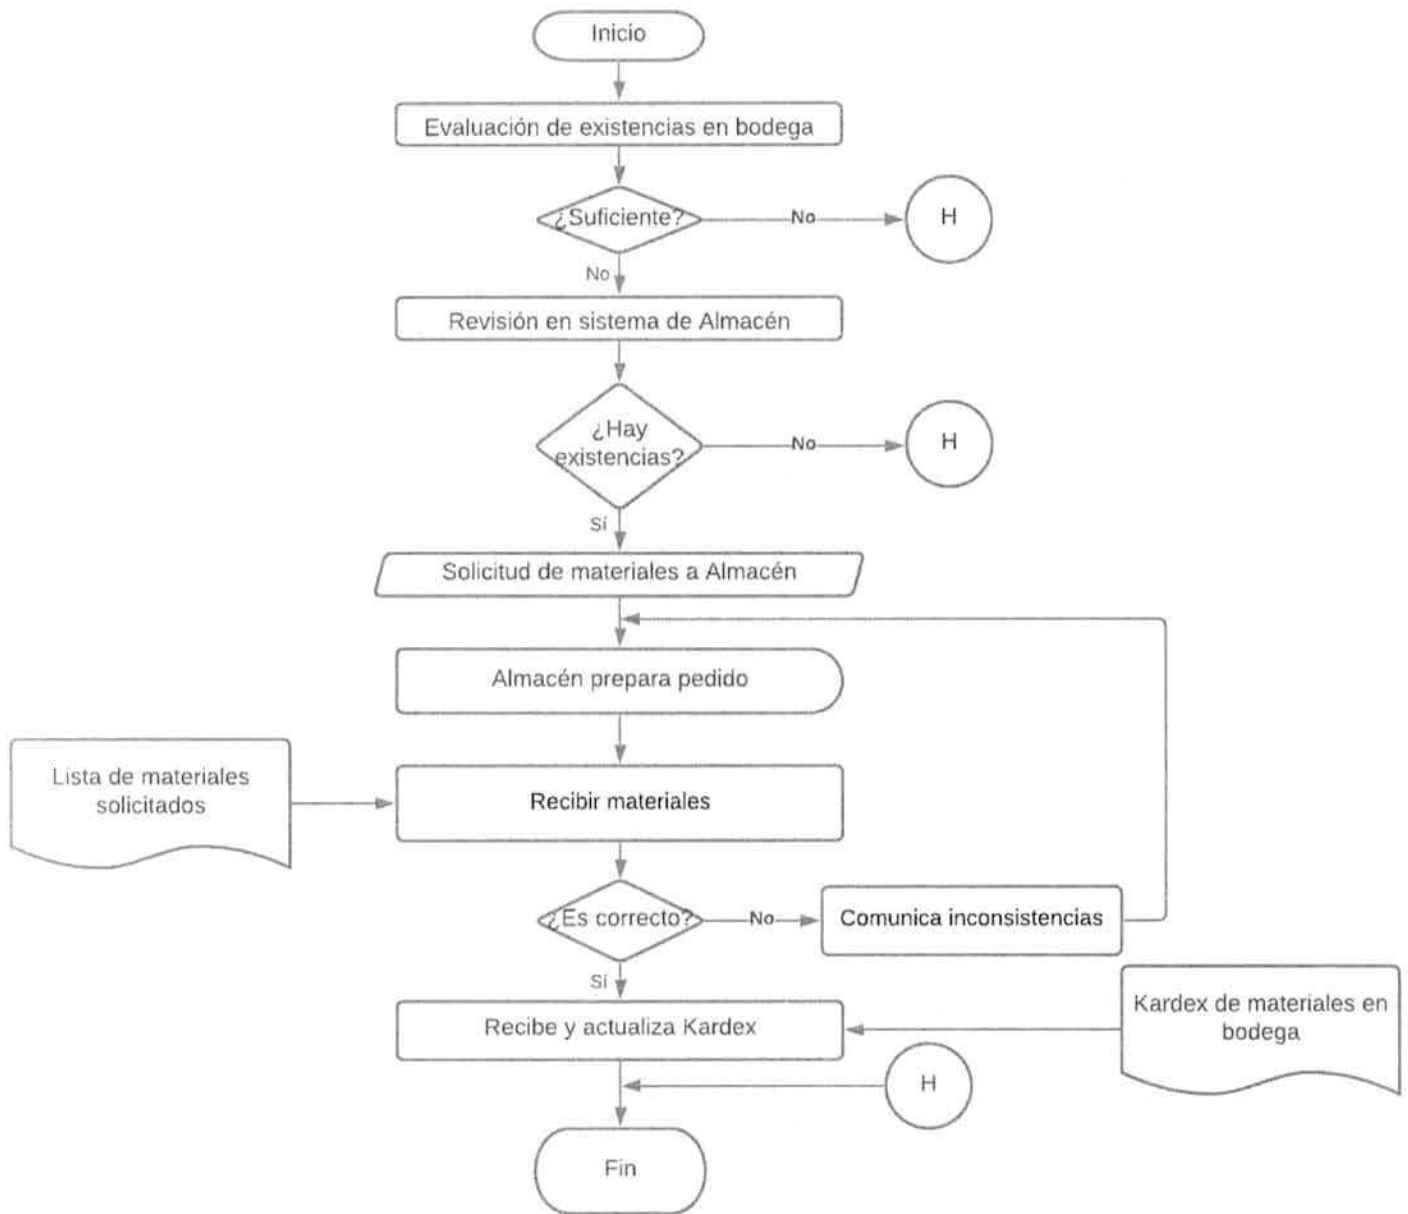 Inicio
Evaluación de existencias en bodega
¿Suficiente?
No
H
No
Revisión en sistema de Almacén
¿Hay
existencias?
No
H
Sí
Solicitud de materiales a Almacén
Almacén prepara pedido
Lista de materiales
solicitados
Recibir materiales
¿Es correcto?
No
Comunica inconsistencias
Sí
Recibe y actualiza Kardex
Kardex de materiales en
bodega
H
Fin